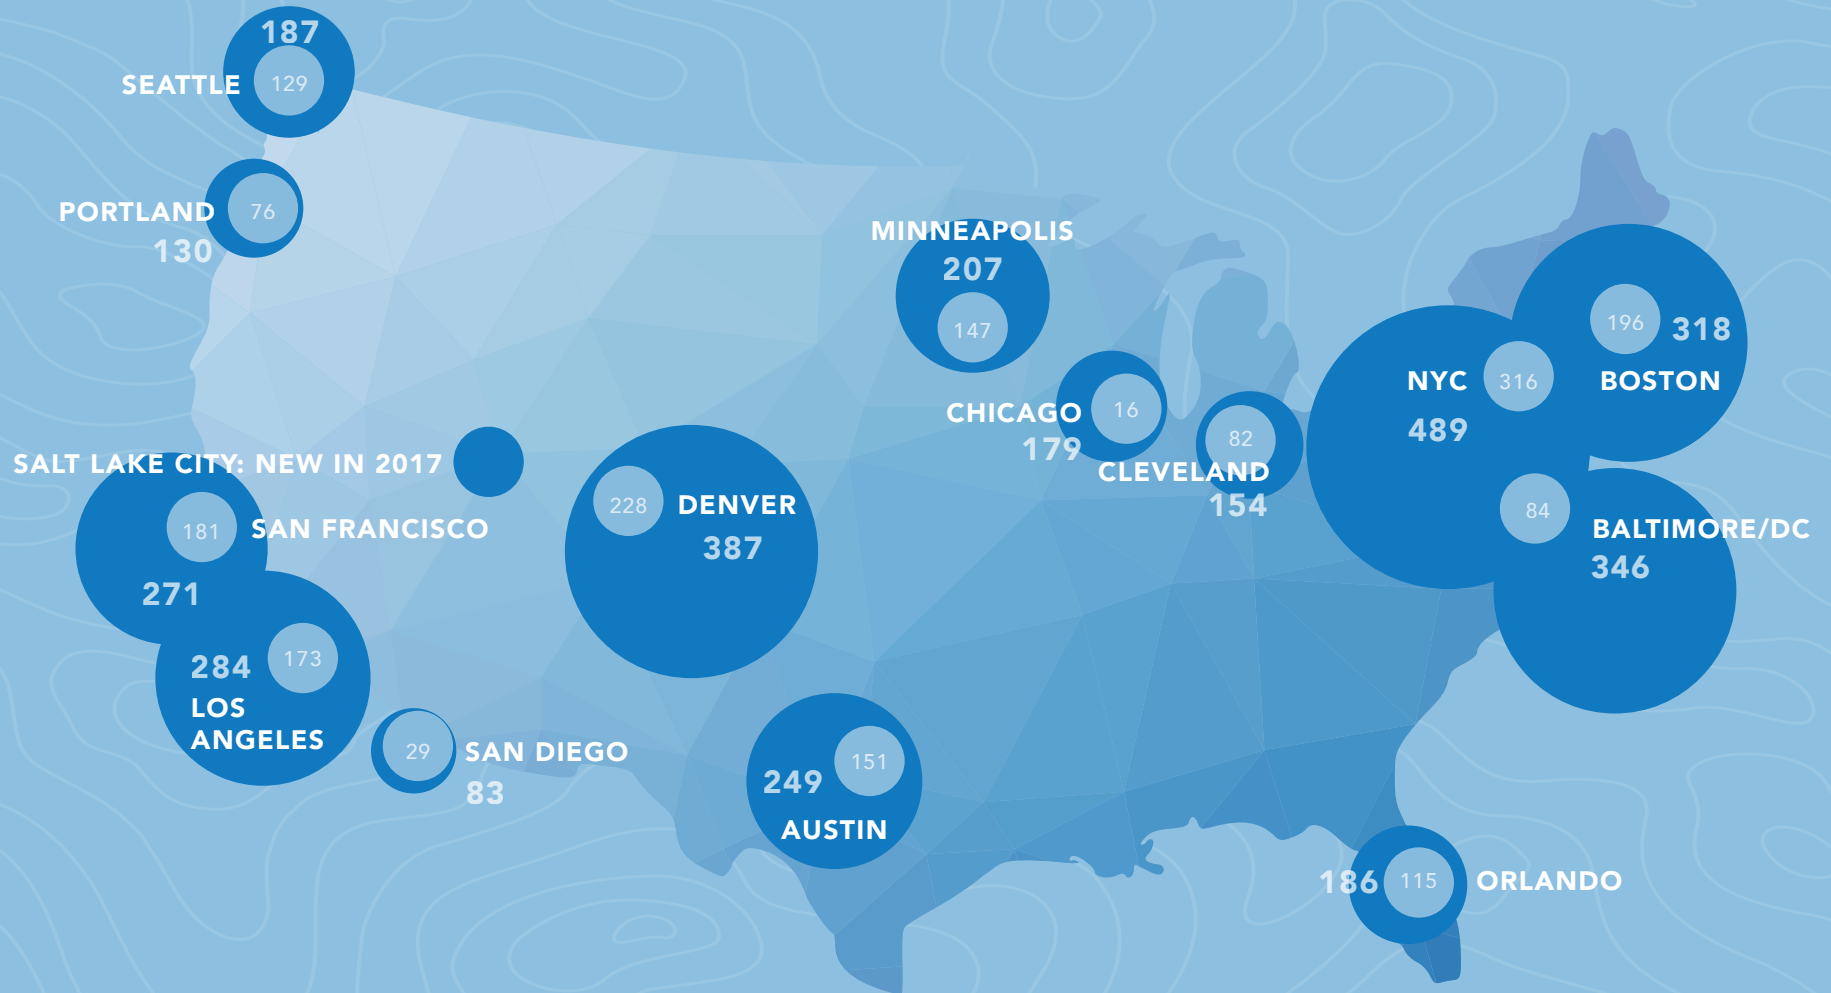 187
SEATTLE
129
PORTLAND
76
130
MINNEAPOLIS
207
147
CHICAGO
16
179
82
CLEVELAND
154
196
318
BOSTON
NYC
316
489
84
BALTIMORE/DC
346
SALT LAKE CITY: NEW IN 2017
181
SAN FRANCISCO
271
228
DENVER
387
284
173
LOS
ANGELES
29
SAN DIEGO
83
151
249
AUSTIN
186
115
ORLANDO